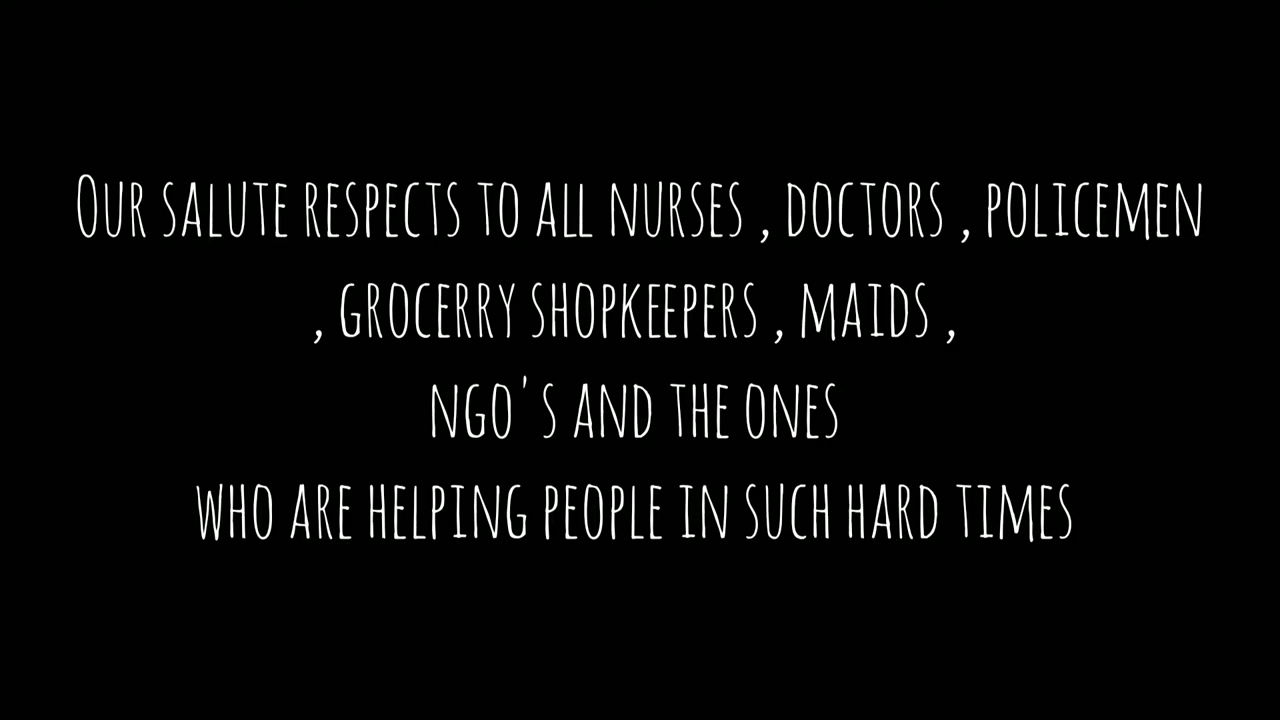 Our salute respects to all nurses , doctors , policemen
, grocerry shopkeepers , maids ,
ngo's and the ones
who are helping people in such hard times